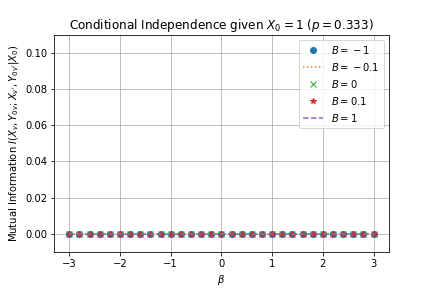 Conditional Independence given X₀ = 1 (p = 0.333)
Mutual Information I(Xᵥ, Y₀ᵥ; Xᵥ′, Y₀ᵥ′|X₀)
0.10
0.08
0.06
0.04
0.02
0.00
B = −1
B = −0.1
B = 0
B = 0.1
B = 1
−3 −2 −1 0 1 2 3
β